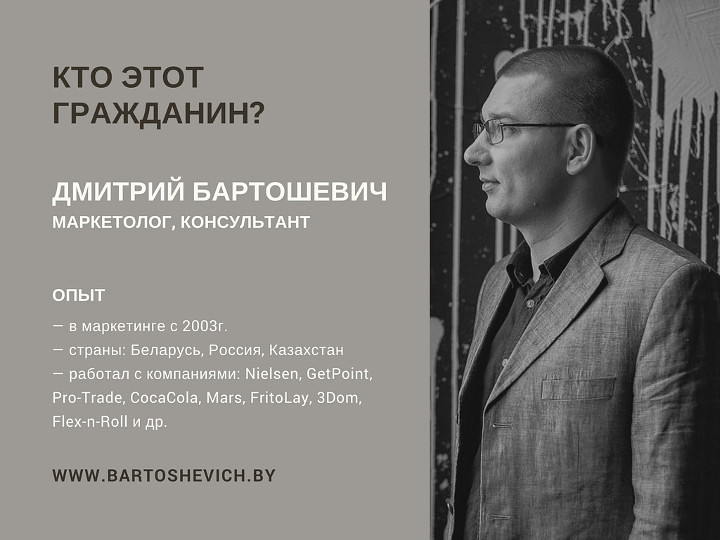 КТО ЭТОТ
ГРАЖДАНИН?
ДМИТРИЙ БАРТОШЕВИЧ
МАРКЕТОЛОГ, КОНСУЛЬТАНТ
ОПЫТ
— в маркетинге с 2003г.
— страны: Беларусь, Россия, Казахстан
— работал с компаниями: Nielsen, GetPoint,
Pro-Trade, CocaCola, Mars, FritoLay, 3Dom,
Flex-n-Roll и др.
WWW.BARTOSHEVICH.BY